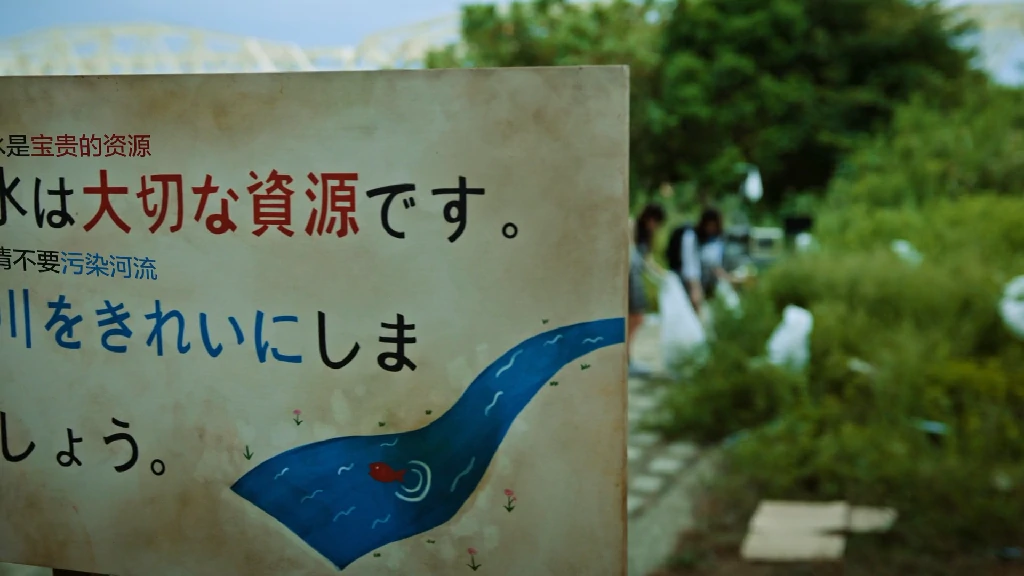 水是宝贵的资源
水は大切な資源です。
请不要污染河流
川をきれいにしま
しょう。